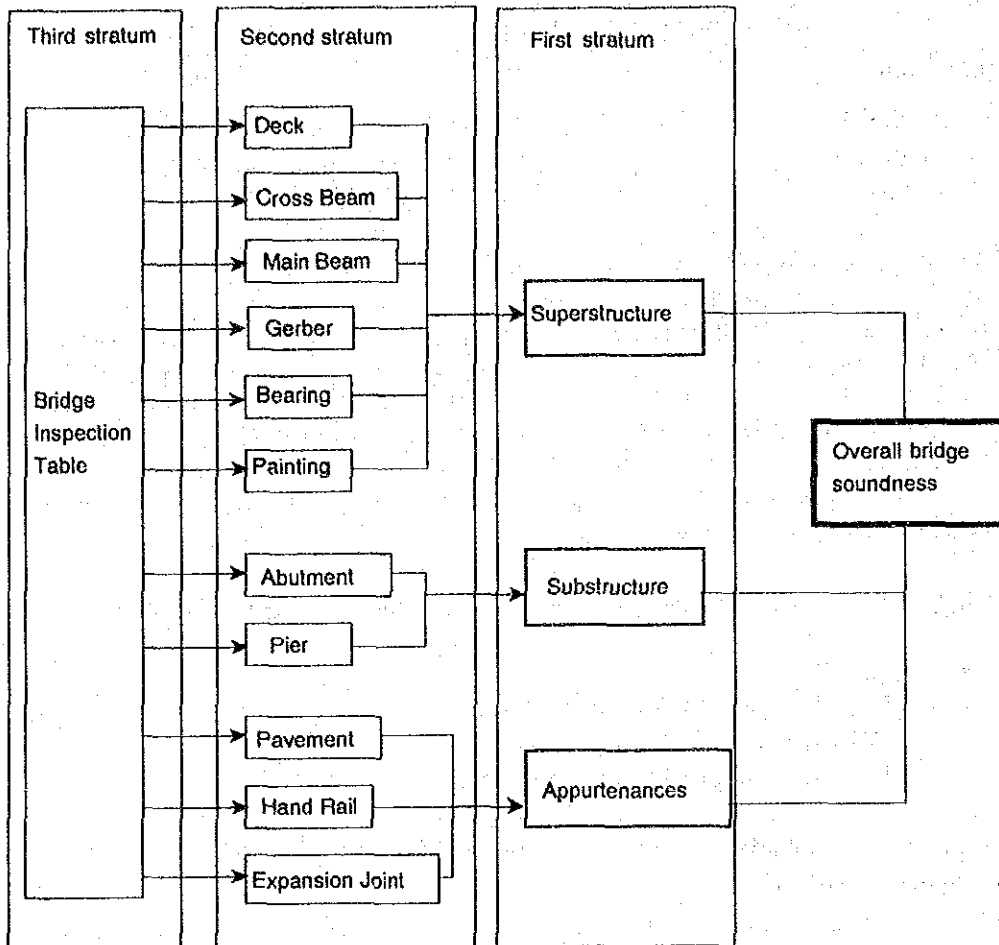 Third stratum
Second stratum
First stratum
Bridge
Inspection
Table
Deck
Cross Beam
Main Beam
Gerber
Bearing
Painting
Abutment
Pier
Pavement
Hand Rail
Expansion Joint
Superstructure
Substructure
Appurtenances
Overall bridge
soundness